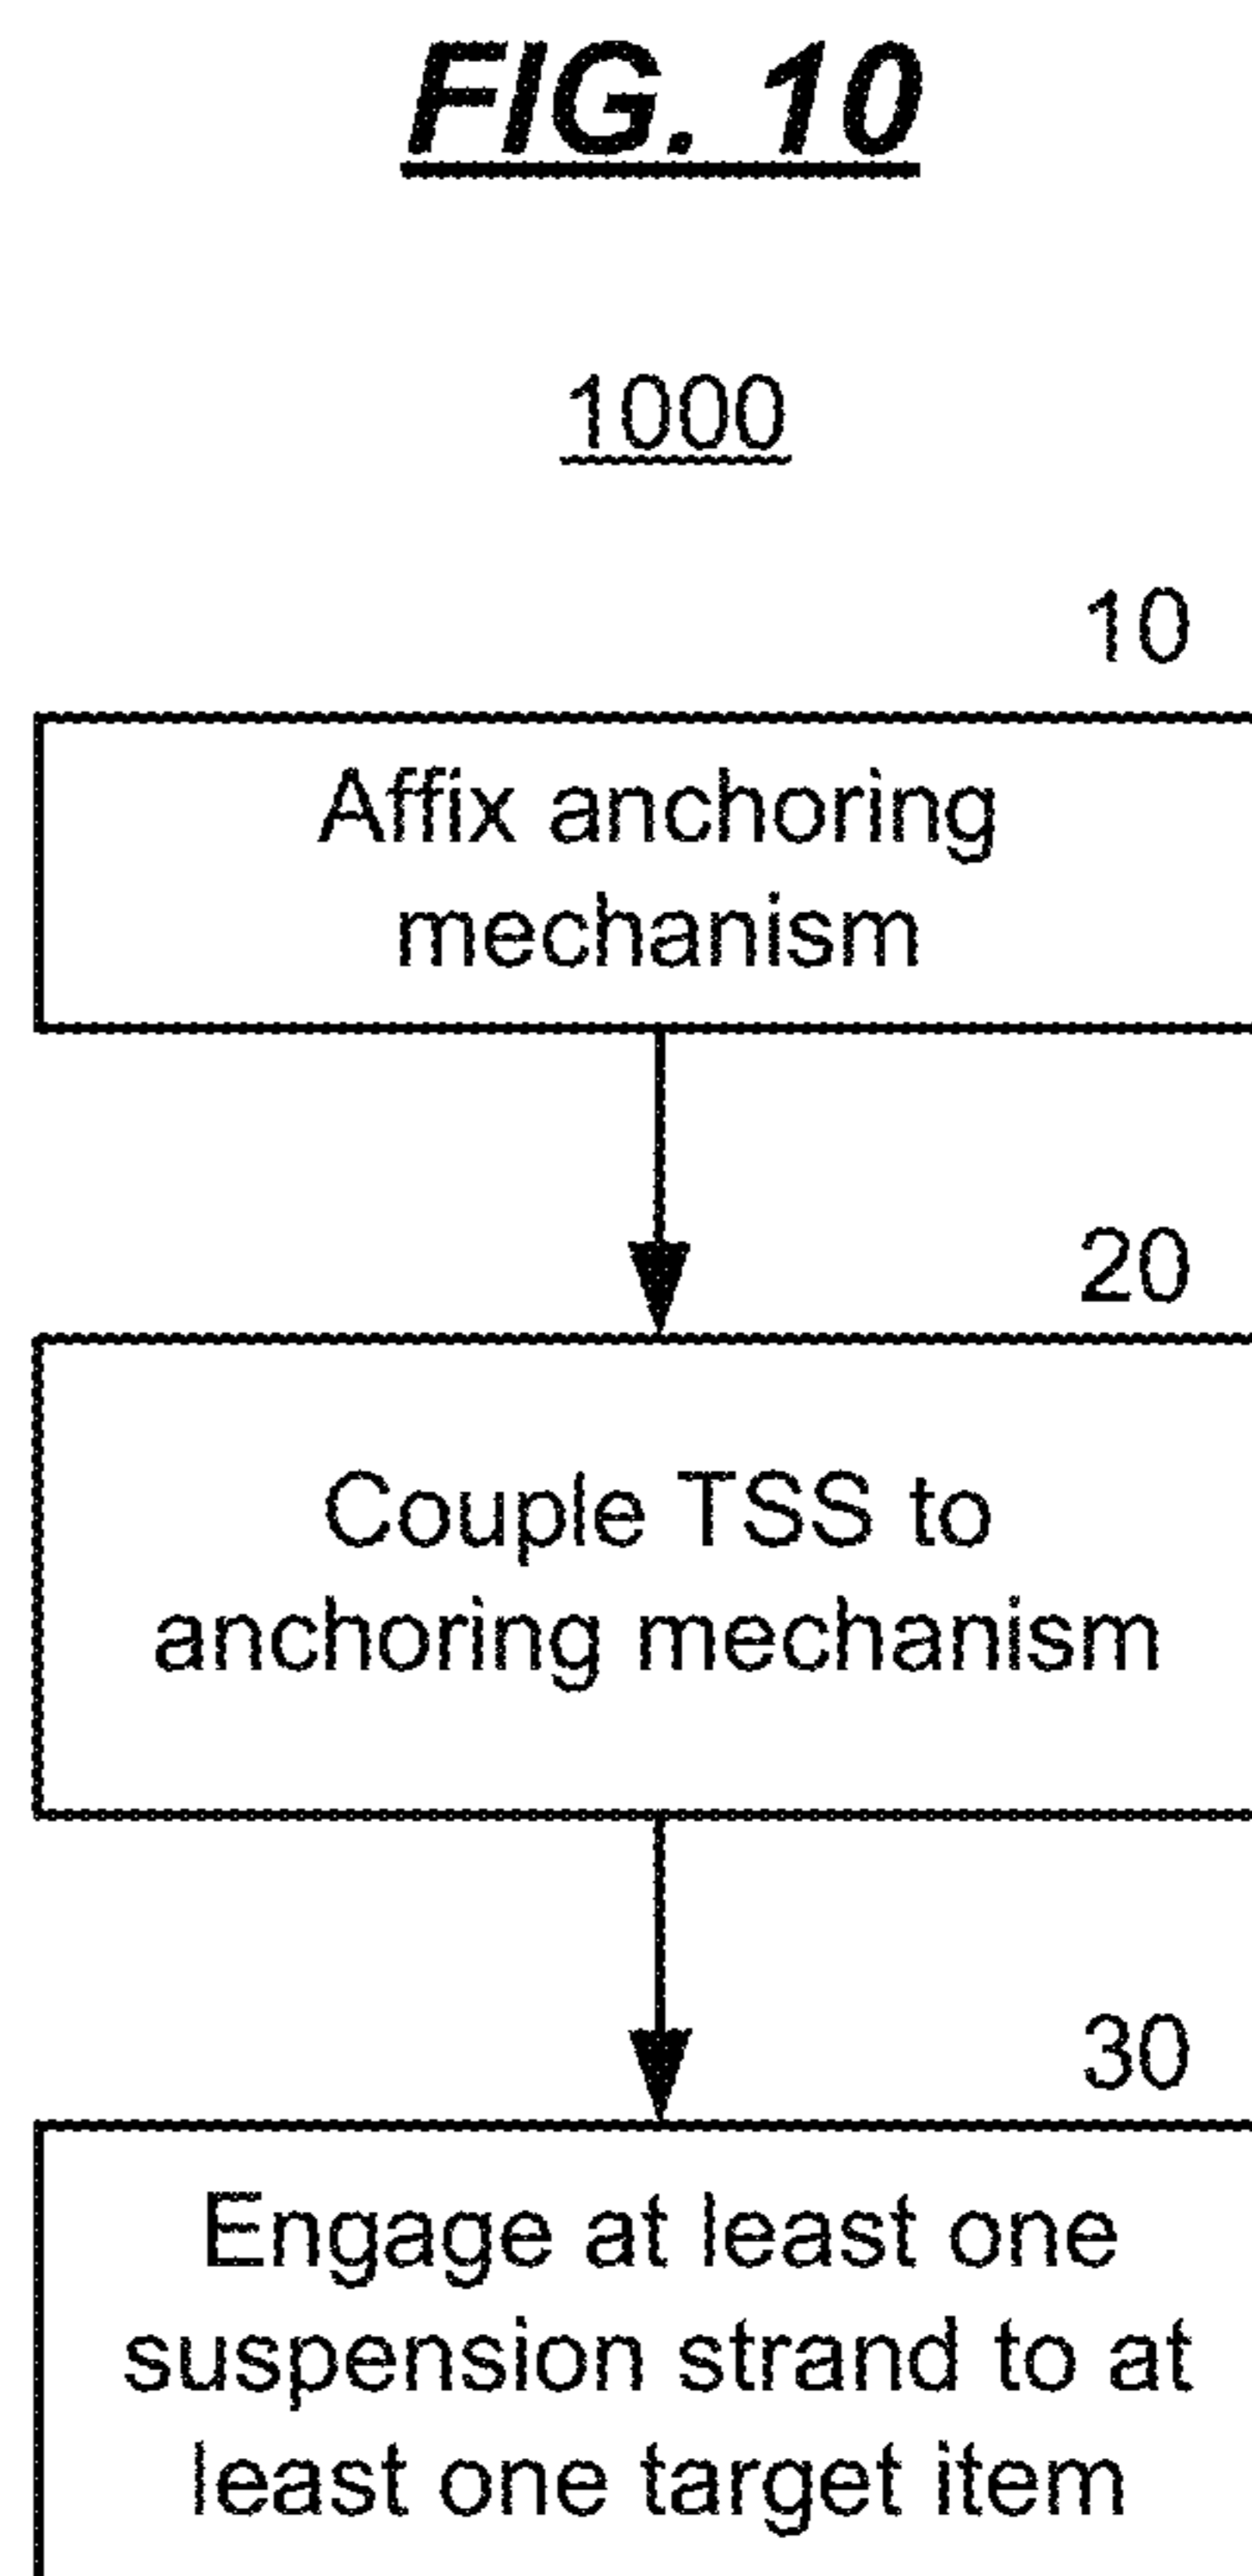 FIG. 10
1000
10
Affix anchoring
mechanism
20
Couple TSS to
anchoring mechanism
30
Engage at least one
suspension strand to at
least one target item